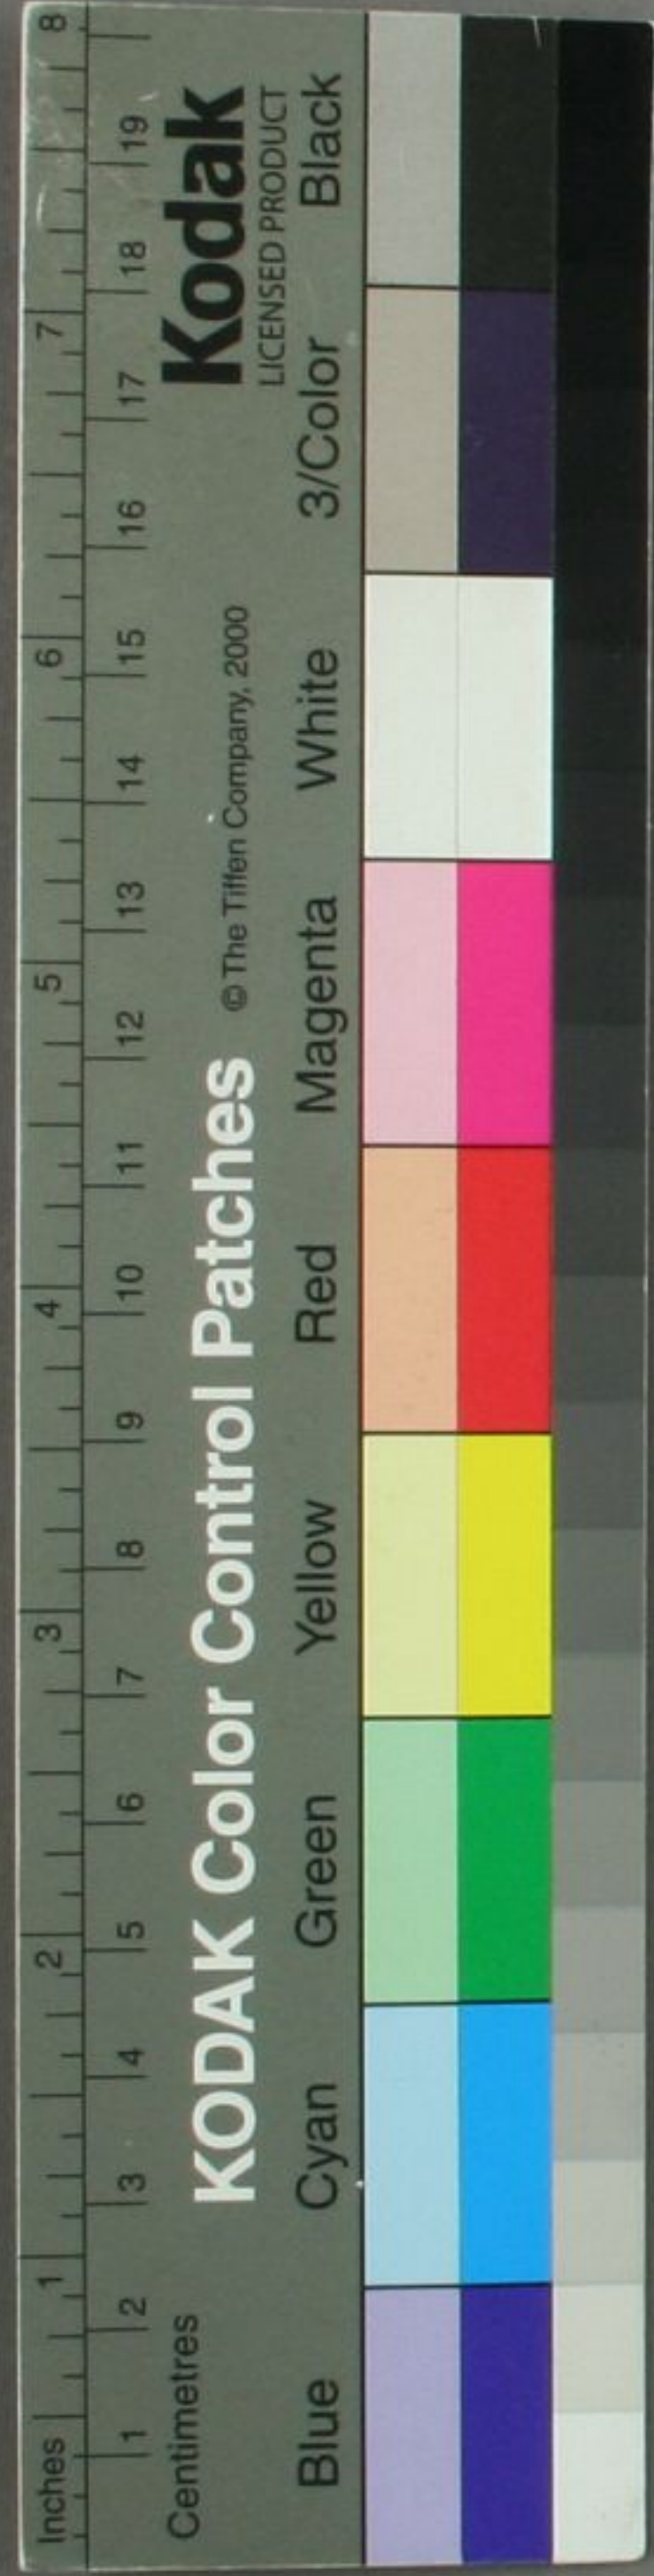 Inches 1 2 3 4 5 6 7 8
Centimetres 1 2 3 4 5 6 7 8 9 10 11 12 13 14 15 16 17 18 19
KODAK Color Control Patches © The Tiffen Company, 2000 Kodak
LICENSED PRODUCT
Blue Cyan Green Yellow Red Magenta White 3/Color Black